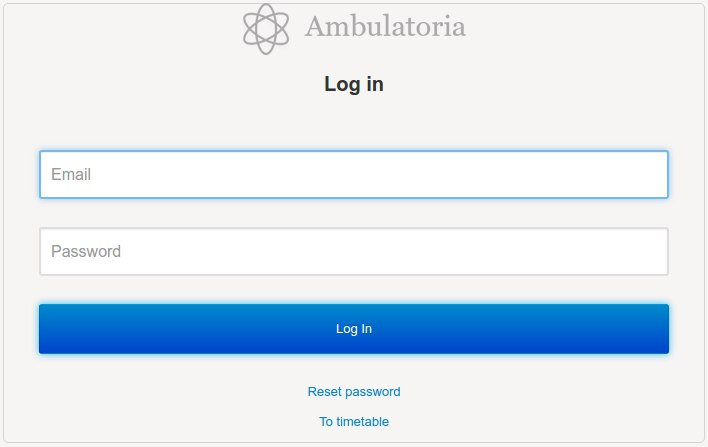 Ambulatoria
Log in
Email
Password
Log In
Reset password
To timetable